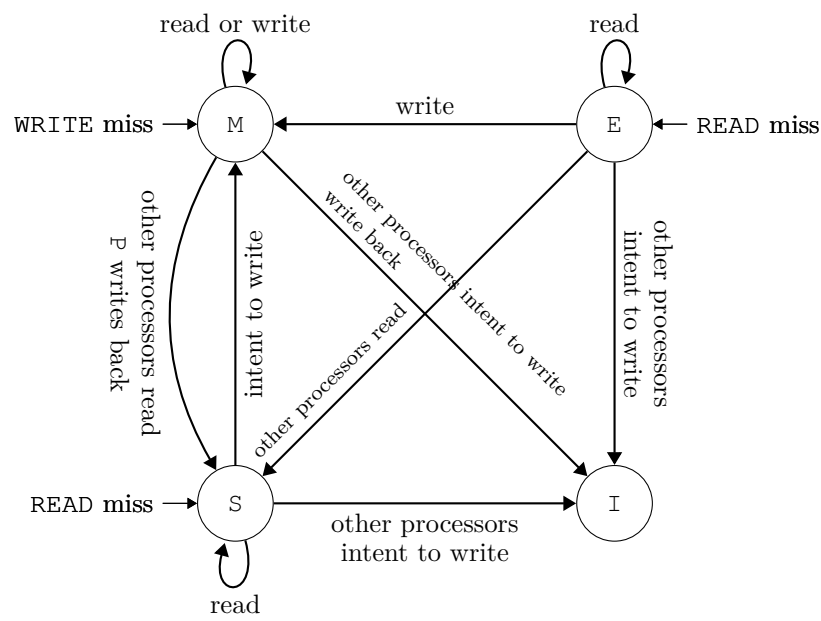 read or write
read
WRITE miss
M
write
E
READ miss
other processors read
P writes back
intent to write
other processors intent to write
write back
other processors read
other processors
intent to write
READ miss
S
I
other processors
intent to write
read